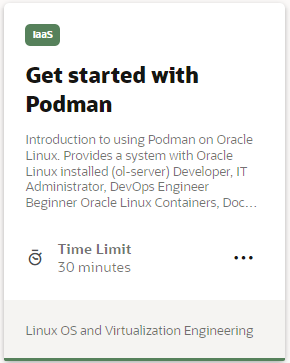 IaaS
Get started with
Podman
Introduction to using Podman on Oracle
Linux. Provides a system with Oracle
Linux installed (ol-server) Developer, IT
Administrator, DevOps Engineer
Beginner Oracle Linux Containers, Doc...
Time Limit
30 minutes
Linux OS and Virtualization Engineering